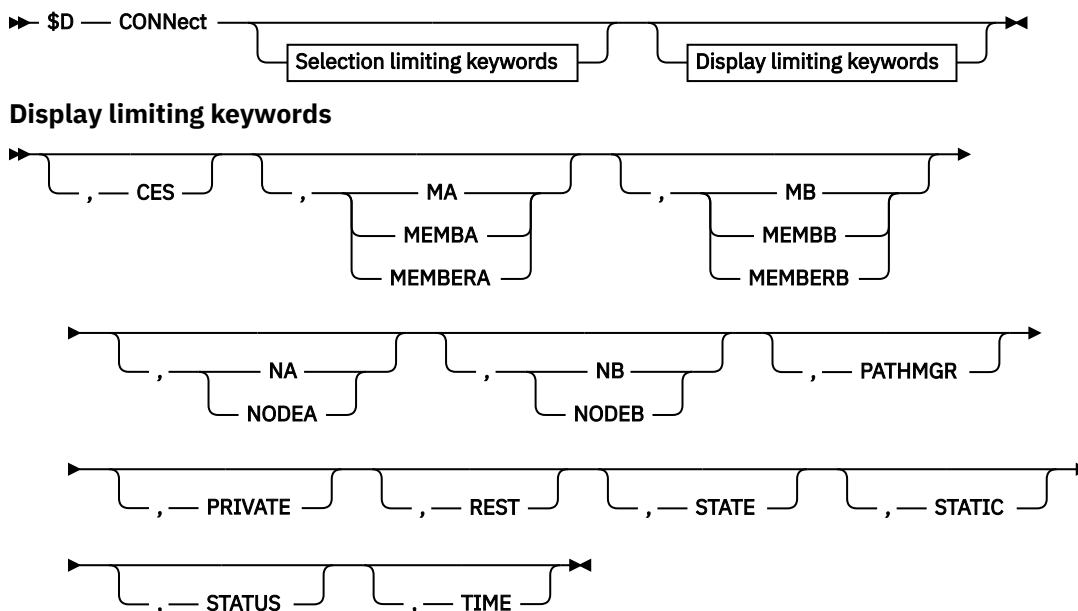 $D — CONNect
Selection limiting keywords
Display limiting keywords
Display limiting keywords
, — CES
, — MA
MEMBA
MEMBERA
, — MB
MEMBB
MEMBERB
, — NA
NODEA
, — NB
NODEB
, — PATHMGR
, — PRIVATE
, — REST
, — STATE
, — STATIC
, — STATUS
, — TIME